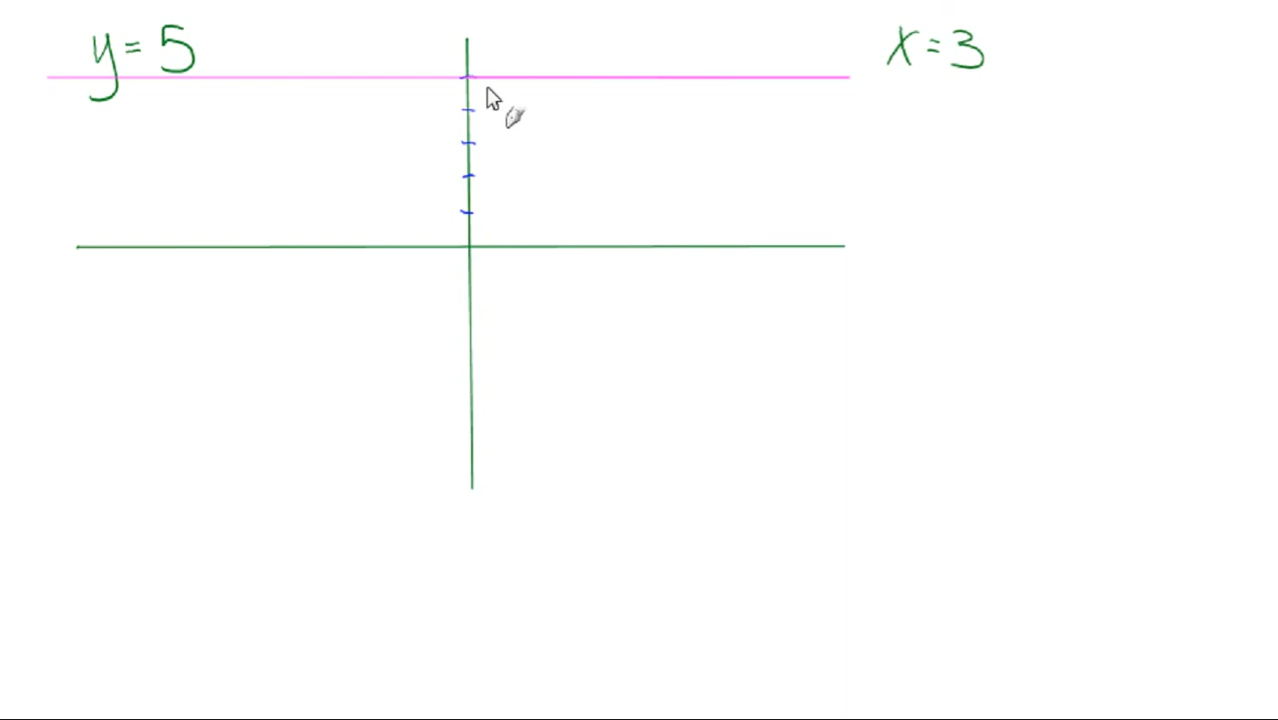 y = 5
x = 3